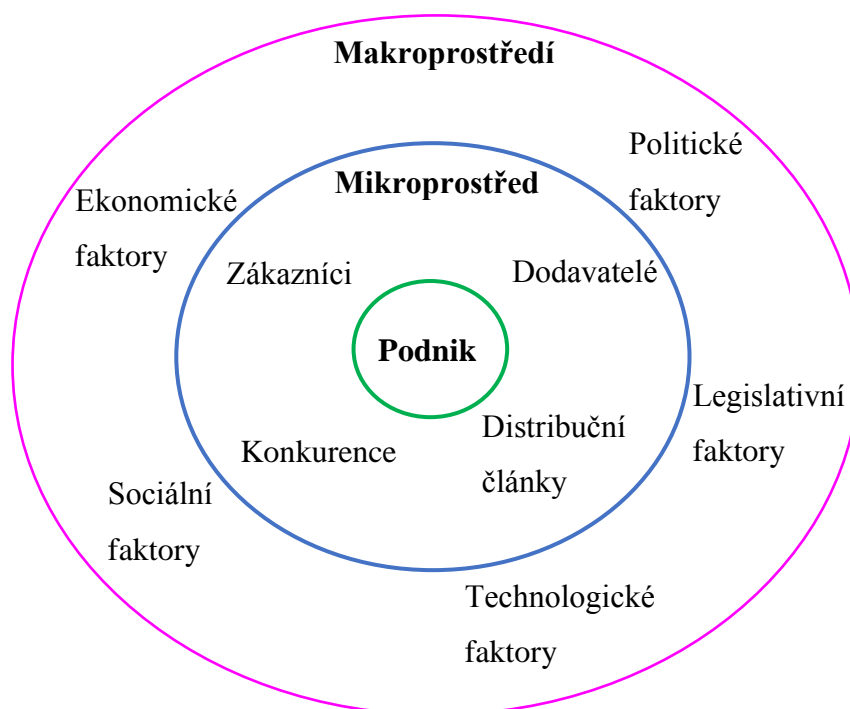 Makroprostředí
Politické
faktory
Mikroprostřed
Ekonomické
faktory
Zákazníci
Dodavatelé
Podnik
Legislativní
faktory
Distribuční
články
Konkurence
Sociální
faktory
Technologické
faktory